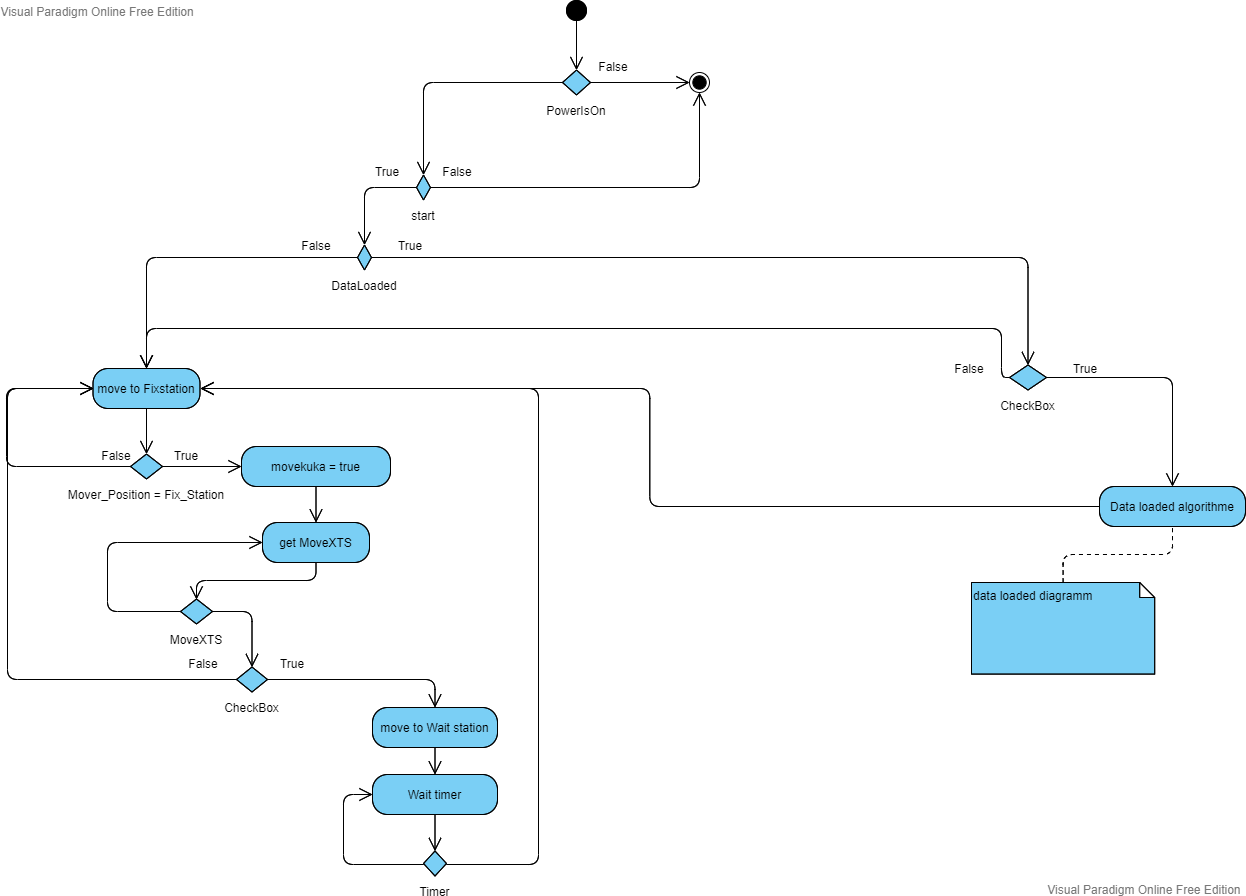 Visual Paradigm Online Free Edition
False
PowerIsOn
True
False
start
False
True
DataLoaded
move to Fixstation
False
True
CheckBox
False
True
movekuka = true
Mover_Position = Fix_Station
Data loaded algorithme
get MoveXTS
data loaded diagramm
MoveXTS
False
True
CheckBox
move to Wait station
Wait timer
Timer
Visual Paradigm Online Free Edition